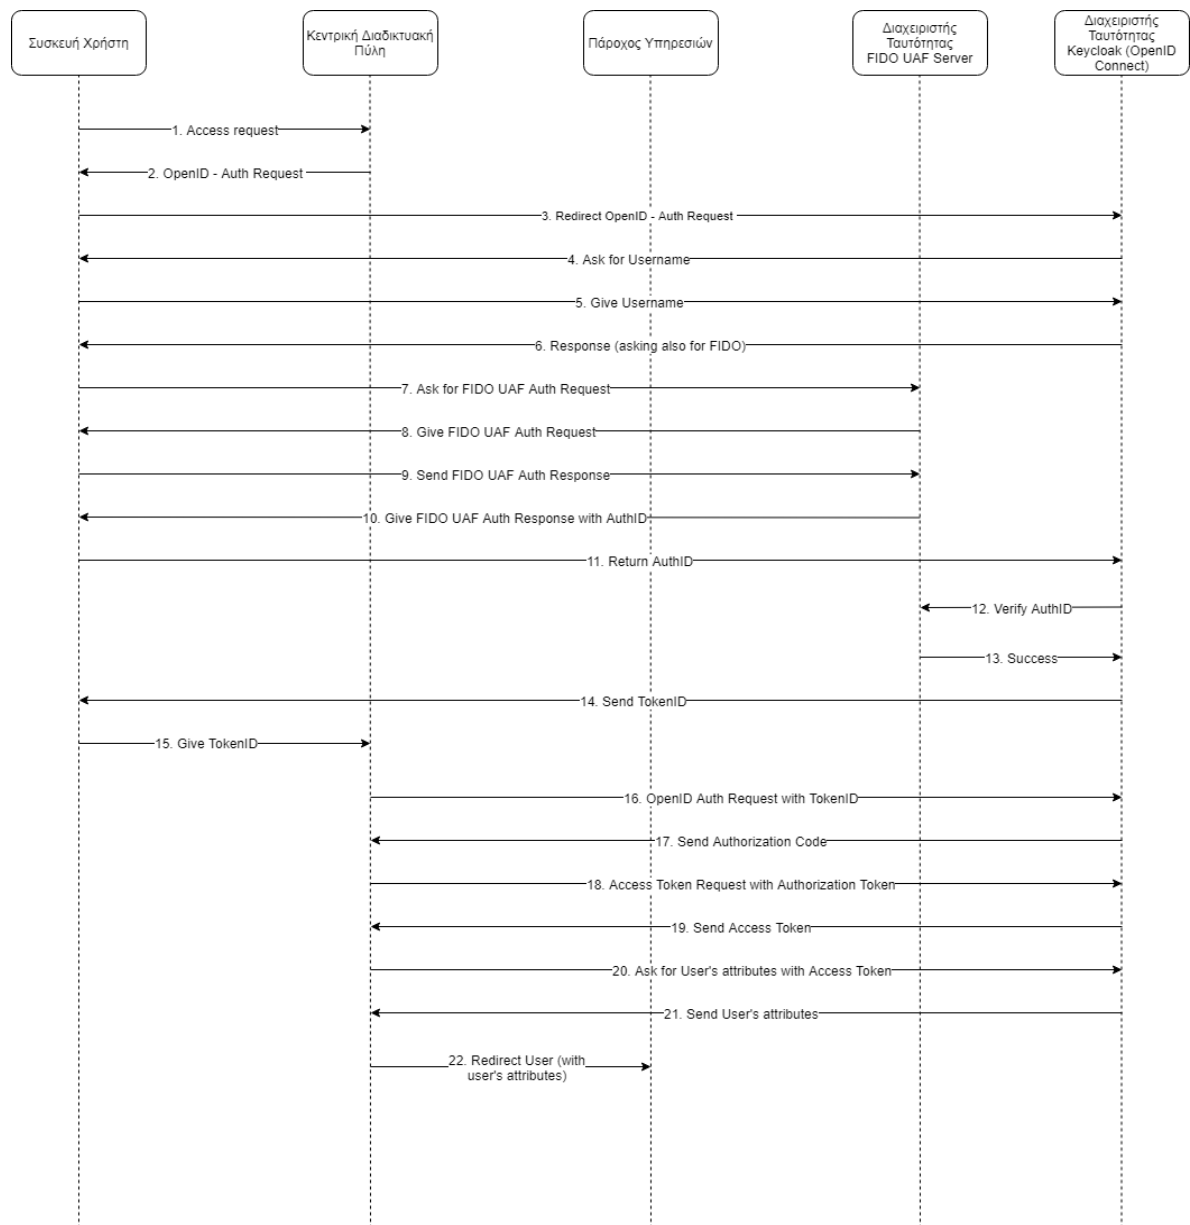 Συσκευή Χρήστη
Κεντρική Διαδικτυακή
Πύλη
Πάροχος Υπηρεσιών
Διαχειριστής
Ταυτότητας
FIDO UAF Server
Διαχειριστής
Ταυτότητας
Keycloak (OpenID
Connect)
1. Access request
2. OpenID - Auth Request
3. Redirect OpenID - Auth Request
4. Ask for Username
5. Give Username
6. Response (asking also for FIDO)
7. Ask for FIDO UAF Auth Request
8. Give FIDO UAF Auth Request
9. Send FIDO UAF Auth Response
10. Give FIDO UAF Auth Response with AuthID
11. Return AuthID
12. Verify AuthID
13. Success
14. Send TokenID
15. Give TokenID
16. OpenID Auth Request with TokenID
17. Send Authorization Code
18. Access Token Request with Authorization Token
19. Send Access Token
20. Ask for User's attributes with Access Token
21. Send User's attributes
22. Redirect User (with
user's attributes)